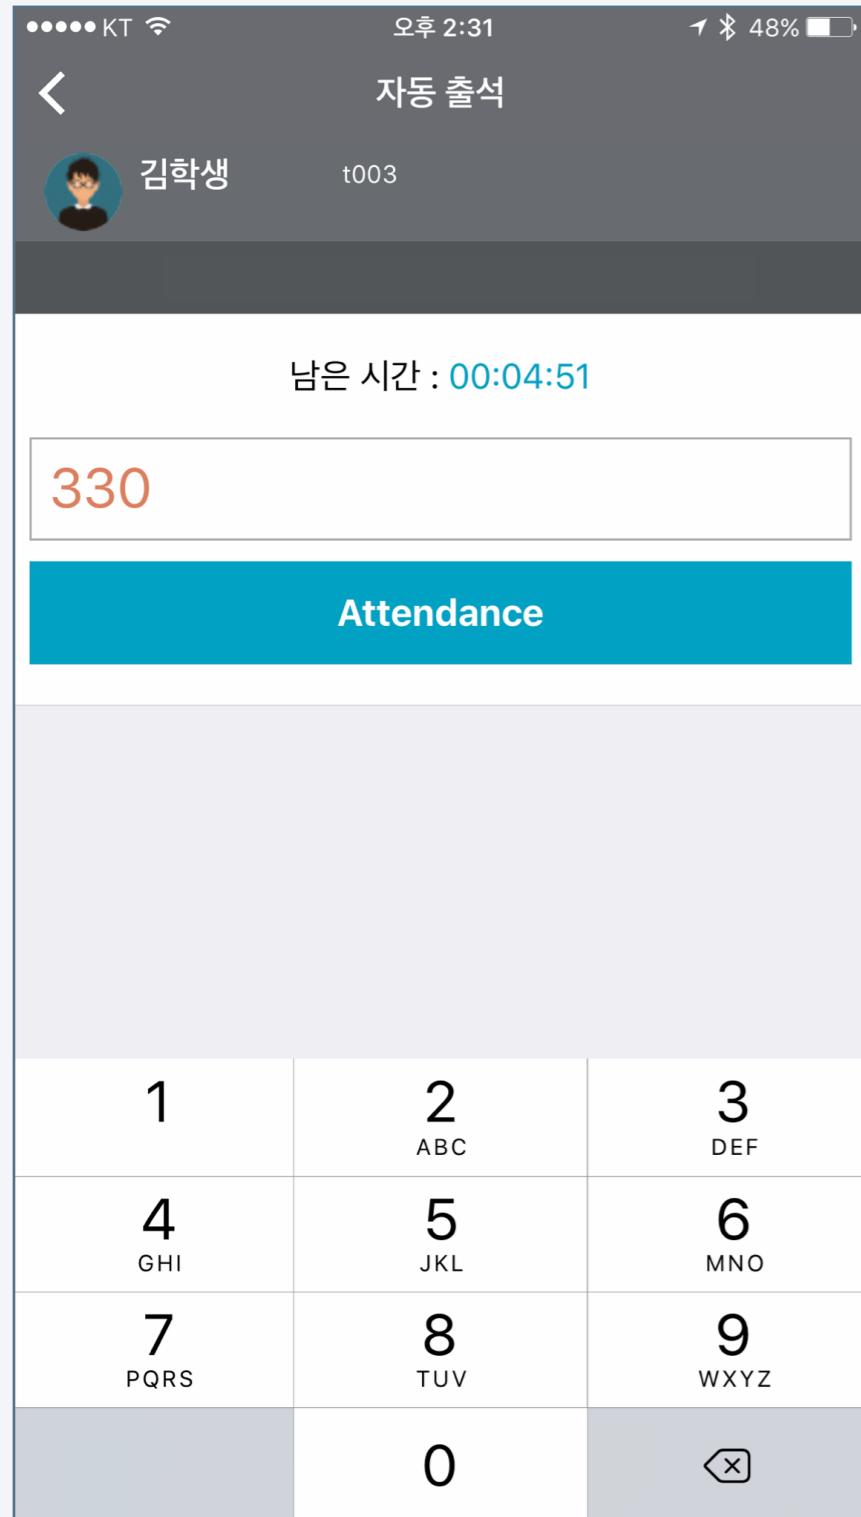 KT 오후 2:31 48%
자동 출석
김학생 t003
남은 시간 : 00:04:51
330
Attendance
1 2 3
ABC DEF
4 5 6
GHI JKL MNO
7 8 9
PQRS TUV WXYZ
0